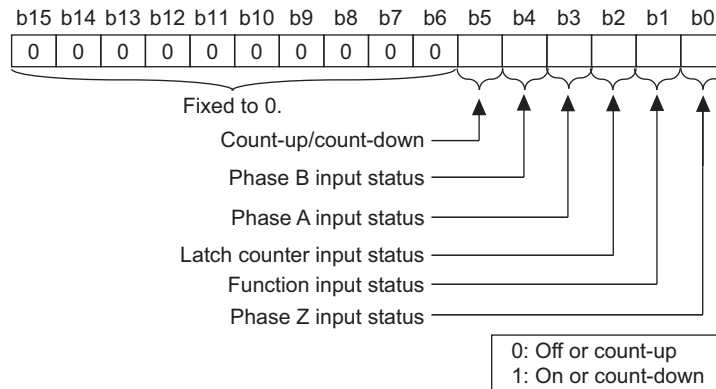 b15 b14 b13 b12 b11 b10 b9 b8 b7 b6 b5 b4 b3 b2 b1 b0
0 0 0 0 0 0 0 0 0 0
Fixed to 0.
Count-up/count-down
Phase B input status
Phase A input status
Latch counter input status
Function input status
Phase Z input status
0: Off or count-up
1: On or count-down